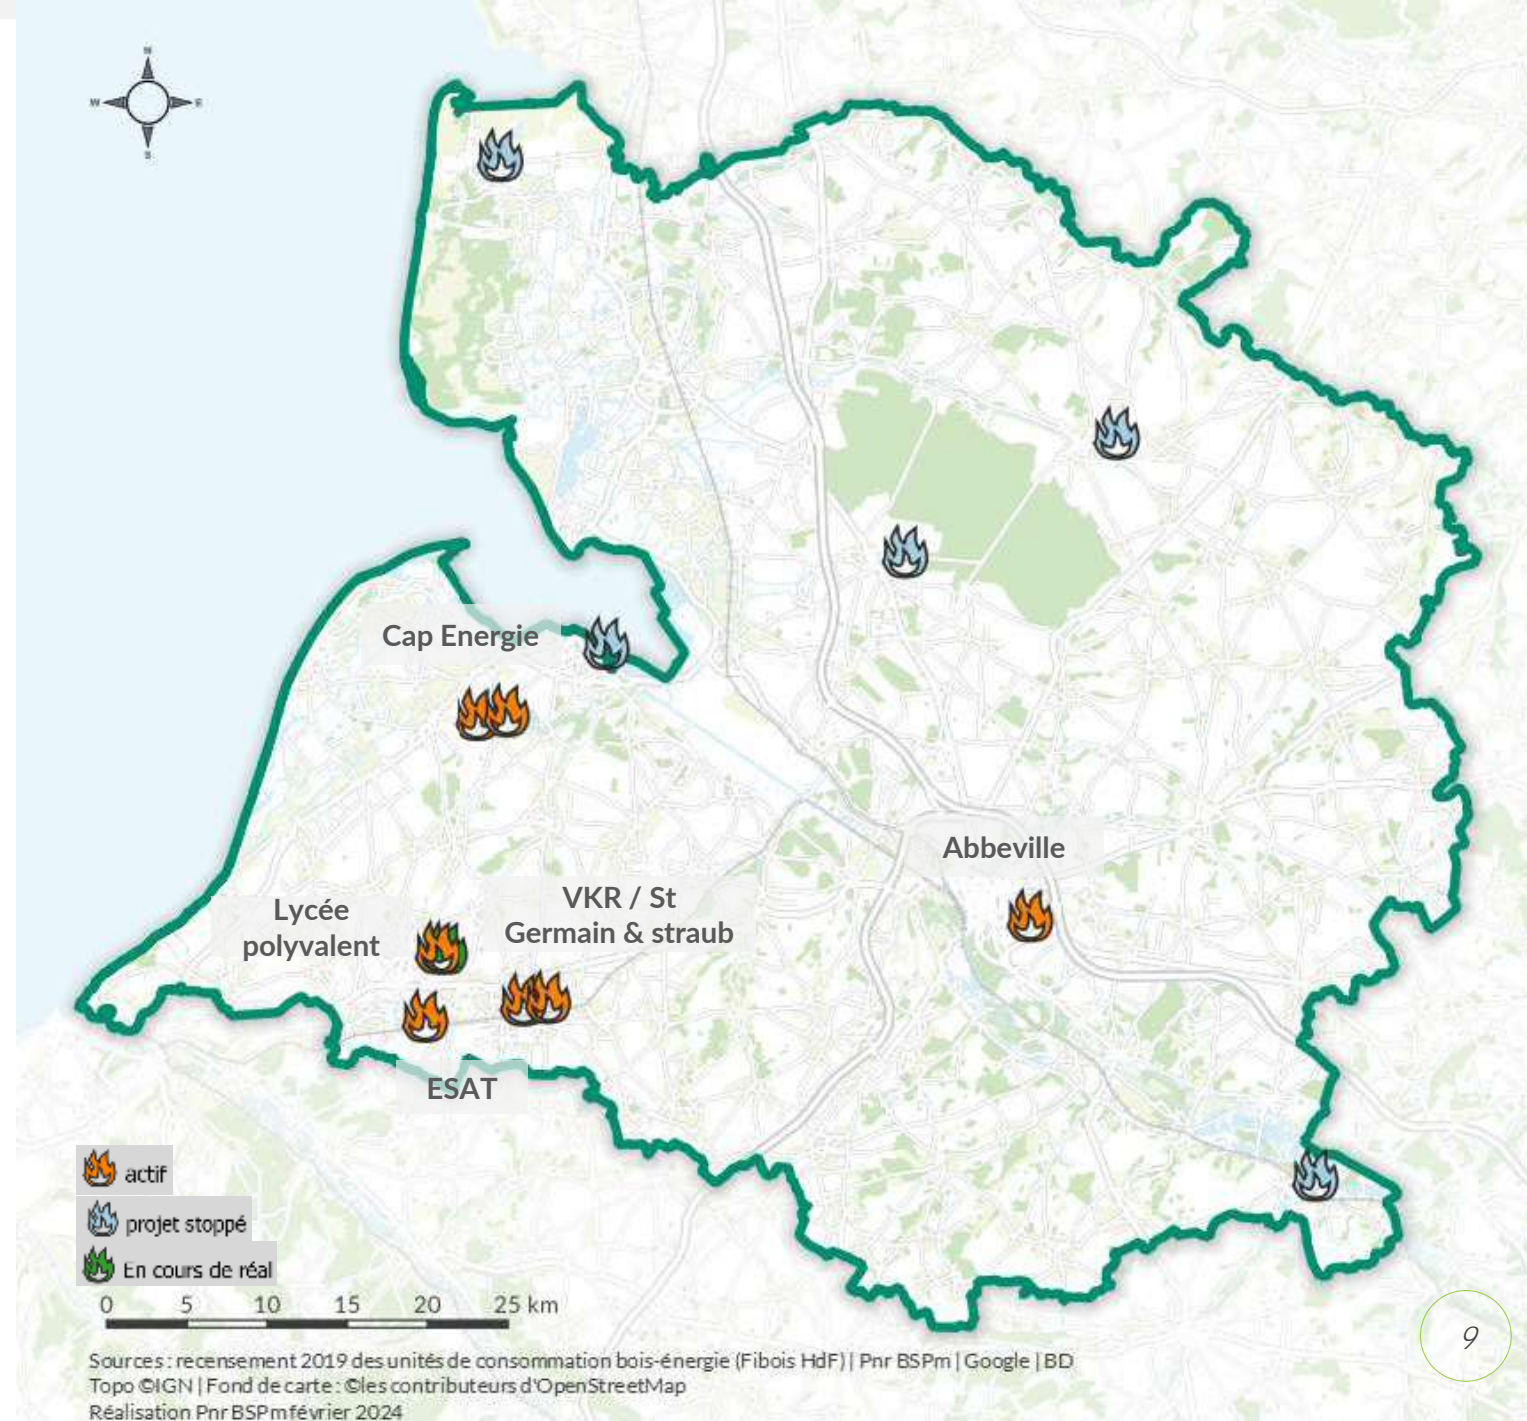 N
W
E
S
Cap Energie
Abbeville
Lycée
polyvalent
VKR / St
Germain & straub
ESAT
actif
projet stoppé
En cours de réal
0 5 10 15 20 25 km
Sources : recensement 2019 des unités de consommation bois-énergie (Fibois HdF) | Pnr BSPm | Google | BD
Topo ©IGN | Fond de carte : ©les contributeurs d'OpenStreetMap
Réalisation Pnr BSPm février 2024
9